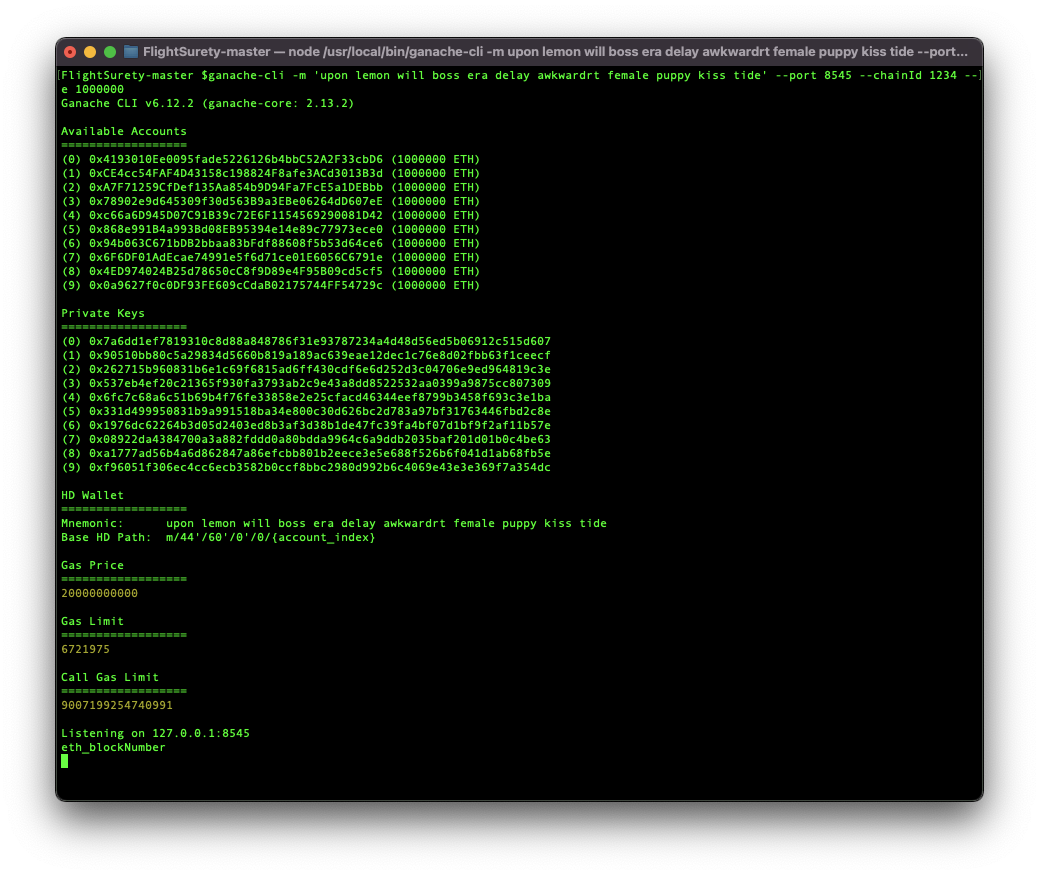 FlightSurety-master — node /usr/local/bin/ganache-cli -m upon lemon will boss era delay awkwardrt female puppy kiss tide --port...
[FlightSurety-master $ganache-cli -m 'upon lemon will boss era delay awkwardrt female puppy kiss tide' --port 8545 --chainId 1234 --]
e 1000000
Ganache CLI v6.12.2 (ganache-core: 2.13.2)
Available Accounts
==================
(0) 0x4193010Ee0095fade5226126b4bbC52A2F33cbD6 (1000000 ETH)
(1) 0xCE4cc54FAF4D43158c198824F8afe3ACd3013B3d (1000000 ETH)
(2) 0xA7F71259CfDef135Aa854b9D94Fa7FcE5a1DEBbb (1000000 ETH)
(3) 0x78902e9d645309f30d563B9a3EBe06264dD607eE (1000000 ETH)
(4) 0xc66a6D945D07C91B39c72E6F1154569290081D42 (1000000 ETH)
(5) 0x868e991B4a993Bd08EB95394e14e89c77973ece0 (1000000 ETH)
(6) 0x94b063C671bDB2bbaa83bFdf88608f5b53d64ce6 (1000000 ETH)
(7) 0x6F6DF01AdEcae74991e5f6d71ce01E6056C6791e (1000000 ETH)
(8) 0x4ED974024B25d78650cC8f9D89e4F95B09cd5cf5 (1000000 ETH)
(9) 0x0a9627f0c0DF93FE609cCdaB02175744FF54729c (1000000 ETH)
Private Keys
==================
(0) 0x7a6dd1ef7819310c8d88a848786f31e93787234a4d48d56ed5b06912c515d607
(1) 0x90510bb80c5a29834d5660b819a189ac639eae12dec1c76e8d02fbb63f1ceecf
(2) 0x262715b960831b6e1c69f6815ad6ff430cdf6e6d252d3c04706e9ed964819c3e
(3) 0x537eb4ef20c21365f930fa3793ab2c9e43a8dd8522532aa0399a9875cc807309
(4) 0x6fc7c68a6c51b69b4f76fe33858e2e25cfacd46344eef8799b3458f693c3e1ba
(5) 0x331d499950831b9a991518ba34e800c30d626bc2d783a97bf31763446fbd2c8e
(6) 0x1976dc62264b3d05d2403ed8b3af3d38b1de47fc39fa4bf07d1bf9f2af11b57e
(7) 0x08922da4384700a3a882fddd0a80bdda9964c6a9ddb2035baf201d01b0c4be63
(8) 0xa1777ad56b4a6d862847a86efcbb801b2eece3e5e688f526b6f041d1ab68fb5e
(9) 0xf96051f306ec4cc6ecb3582b0ccf8bbc2980d992b6c4069e43e3e369f7a354dc
HD Wallet
==================
Mnemonic:      upon lemon will boss era delay awkwardrt female puppy kiss tide
Base HD Path:  m/44'/60'/0'/0/{account_index}
Gas Price
==================
20000000000
Gas Limit
==================
6721975
Call Gas Limit
==================
9007199254740991
Listening on 127.0.0.1:8545
eth_blockNumber